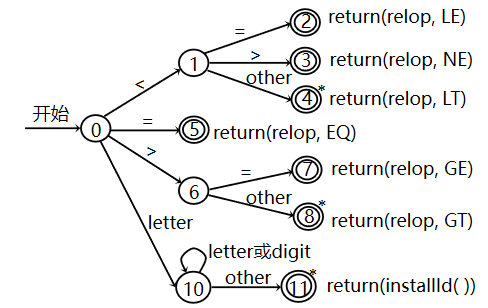 = 2 return(relop, LE)
< 1 > 3 return(relop, NE)
other 4 * return(relop, LT)
开始 0 = 5 return(relop, EQ)
> 6 = 7 return(relop, GE)
other 8 * return(relop, GT)
letter
letter或digit
10 other 11 * return(installId( ))